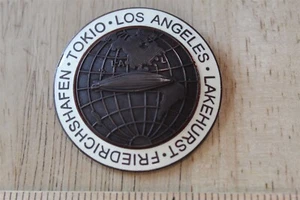 FRIEDRICHSHAFEN · TOKIO · LOS ANGELES · LAKEHURST ·